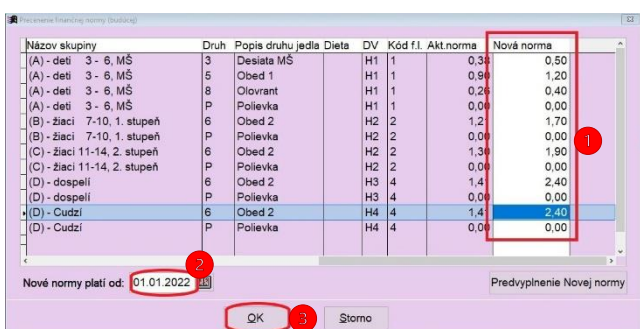 Precenenie finančnej normy (budúcej)
Názov skupiny Druh Popis druhu jedla Dieta DV Kód f.l. Akt.norma Nová norma
(A) - deti 3 - 6, MŠ 3 Desiata MŠ H1 1 0,38 0,50
(A) - deti 3 - 6, MŠ 5 Obed 1 H1 1 0,90 1,20
(A) - deti 3 - 6, MŠ 8 Olovrant H1 1 0,26 0,40
(A) - deti 3 - 6, MŠ P Polievka H1 1 0,00 0,00
(B) - žiaci 7-10, 1. stupeň 6 Obed 2 H2 2 1,21 1,70
(B) - žiaci 7-10, 1. stupeň P Polievka H2 2 0,00 0,00
(C) - žiaci 11-14, 2. stupeň 6 Obed 2 H2 2 1,30 1,90
(C) - žiaci 11-14, 2. stupeň P Polievka H2 2 0,00 0,00
(D) - dospelí 6 Obed 2 H3 4 1,41 2,40
(D) - dospelí P Polievka H3 4 0,00 0,00
(D) - Cudzí 6 Obed 2 H4 4 1,41 2,40
(D) - Cudzí P Polievka H4 4 0,00 0,00
1
2
Nové normy platí od: 01.01.2022 Predvyplnenie Novej normy
OK 3 Storno